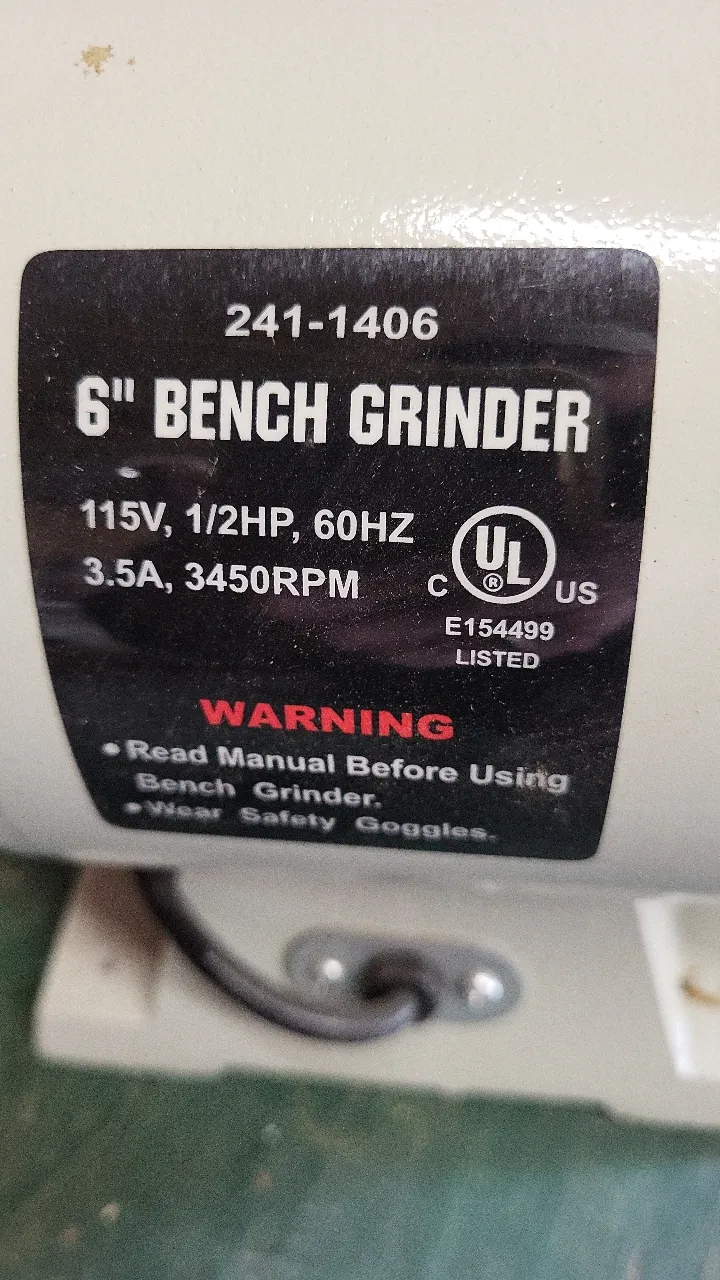 241-1406
6" BENCH GRINDER
115V, 1/2HP, 60HZ
3.5A, 3450RPM
C UL ® US
E154499
LISTED
WARNING
• Read Manual Before Using
Bench Grinder.
• Wear Safety Goggles.